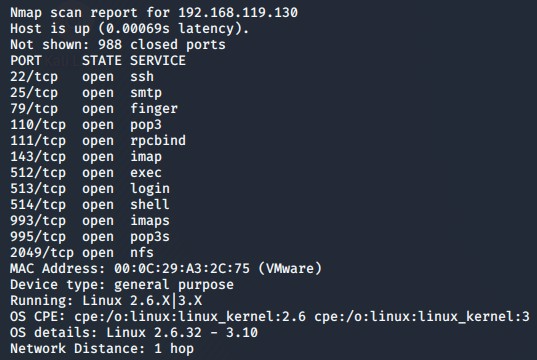 Nmap scan report for 192.168.119.130
Host is up (0.00069s latency).
Not shown: 988 closed ports
PORT     STATE SERVICE
22/tcp   open  ssh
25/tcp   open  smtp
79/tcp   open  finger
110/tcp  open  pop3
111/tcp  open  rpcbind
143/tcp  open  imap
512/tcp  open  exec
513/tcp  open  login
514/tcp  open  shell
993/tcp  open  imaps
995/tcp  open  pop3s
2049/tcp open  nfs
MAC Address: 00:0C:29:A3:2C:75 (VMware)
Device type: general purpose
Running: Linux 2.6.X|3.X
OS CPE: cpe:/o:linux:linux_kernel:2.6 cpe:/o:linux:linux_kernel:3
OS details: Linux 2.6.32 - 3.10
Network Distance: 1 hop